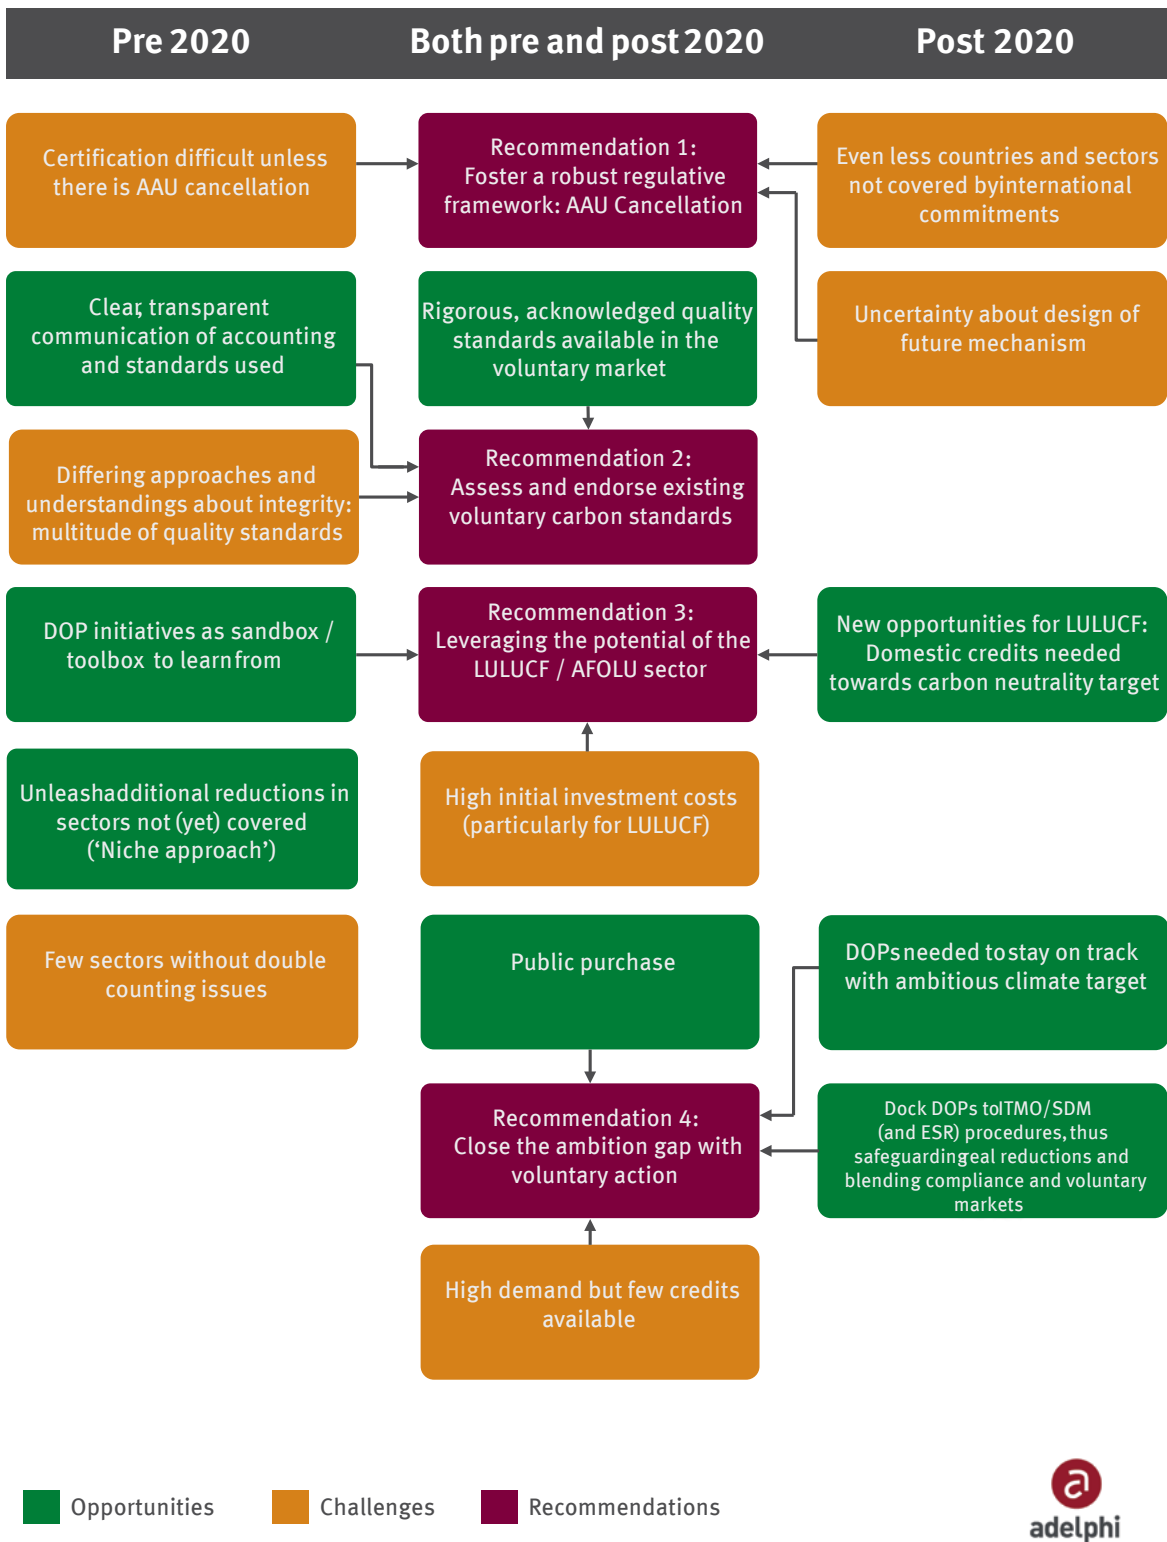 Pre 2020
Both pre and post 2020
Post 2020
Certification difficult unless
there is AAU cancellation
Recommendation 1:
Foster a robust regulative
framework: AAU Cancellation
Even less countries and sectors
not covered byinternational
commitments
Clear, transparent
communication of accounting
and standards used
Rigorous, acknowledged quality
standards available in the
voluntary market
Uncertainty about design of
future mechanism
Differing approaches and
understandings about integrity:
multitude of quality standards
Recommendation 2:
Assess and endorse existing
voluntary carbon standards
DOP initiatives as sandbox /
toolbox to learnfrom
Recommendation 3:
Leveraging the potential of the
LULUCF / AFOLU sector
New opportunities for LULUCF:
Domestic credits needed
towards carbon neutrality target
Unleashadditional reductions in
sectors not (yet) covered
(‘Niche approach’)
High initial investment costs
(particularly for LULUCF)
Few sectors without double
counting issues
Public purchase
DOPsneeded tostay on track
with ambitious climate target
Recommendation 4:
Close the ambition gap with
voluntary action
Dock DOPs toITMO/SDM
(and ESR) procedures, thus
safeguardingreal reductions and
blending compliance and voluntary
markets
High demand but few credits
available
Opportunities
Challenges
Recommendations
a
adelphi